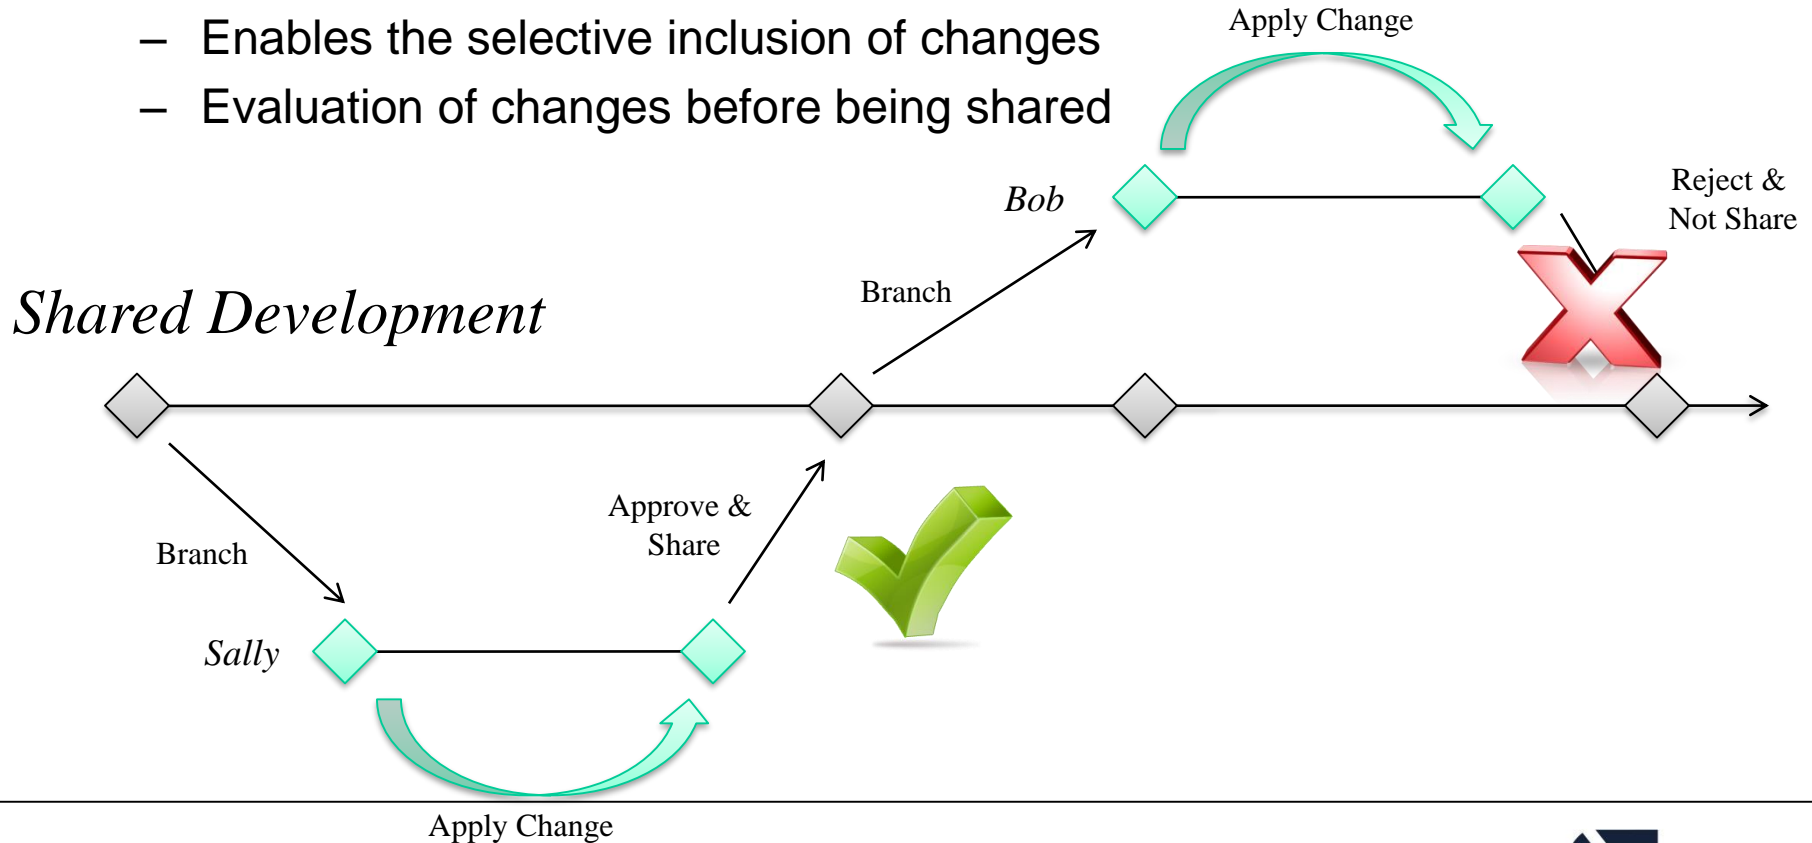 – Enables the selective inclusion of changes
– Evaluation of changes before being shared
Apply Change
Bob
Reject &
Not Share
Branch
Shared Development
Approve &
Share
Branch
Sally
Apply Change